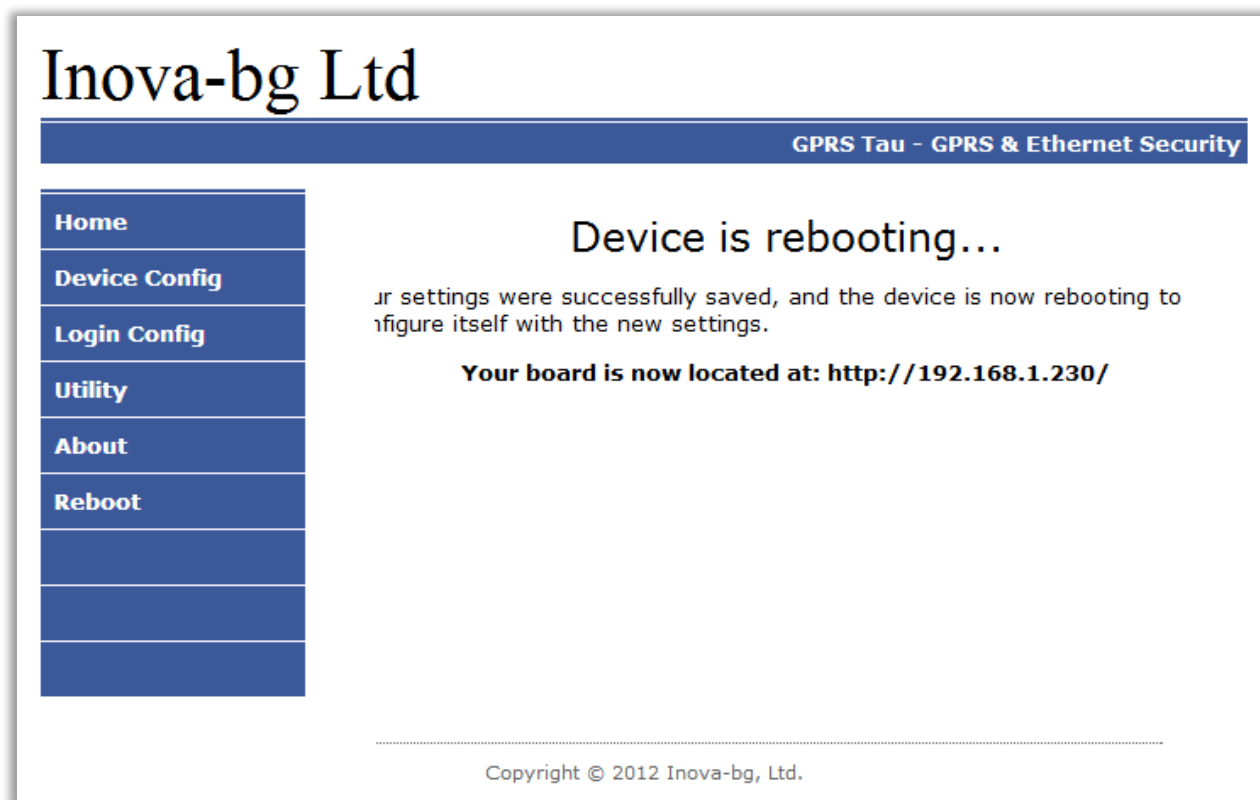 Inova-bg Ltd
GPRS Tau - GPRS & Ethernet Security
Home
Device Config
Login Config
Utility
About
Reboot
Device is rebooting...
ur settings were successfully saved, and the device is now rebooting to
nfigure itself with the new settings.
Your board is now located at: http://192.168.1.230/
Copyright © 2012 Inova-bg, Ltd.